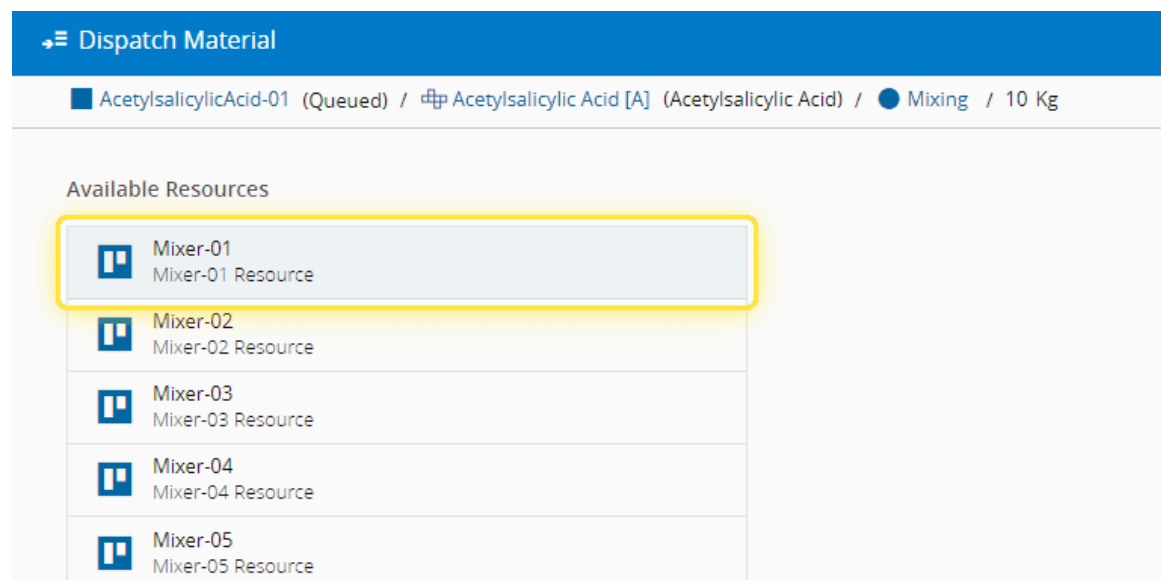 Dispatch Material
AcetylsalicylicAcid-01 (Queued) / Acetylsalicylic Acid [A] (Acetylsalicylic Acid) / Mixing / 10 Kg
Available Resources
Mixer-01
Mixer-01 Resource
Mixer-02
Mixer-02 Resource
Mixer-03
Mixer-03 Resource
Mixer-04
Mixer-04 Resource
Mixer-05
Mixer-05 Resource